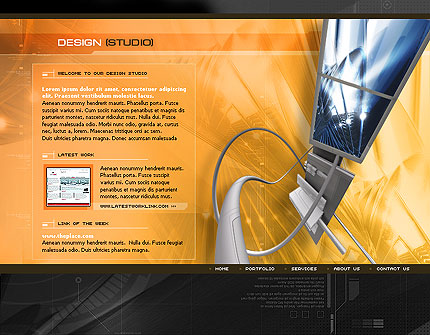 DESIGN (STUDIO)
WELCOME TO OUR DESIGN STUDIO
Lorem ipsum dolor sit amet, consectetuer adipiscing
elit. Praesent vestibulum molestie lacus.
Aenean nonummy hendrerit mauris. Phasellus porta. Fusce
suscipit varius mi. Cum sociis natoque penatibus et magnis dis
parturient montes, nascetur ridiculus mus. Nulla dui. Fusce
feugiat malesuada odio. Morbi nunc odio, gravida at, cursus
nec, luctus a, lorem. Maecenas tristique orci ac sem.
Duis ultricies pharetra magna. Donec accumsan malesuada
LATEST WORK
Aenean nonummy hendrerit mauris.
Phasellus porta. Fusce suscipit
varius mi. Cum sociis natoque
penatibus et magnis dis parturient
montes, nascetur ridiculus mus.
WWW.LATESTWORKLINK.COM >>>
LINK OF THE WEEK
www.theplace.com
Aenean nonummy hendrerit mauris. Nulla dui. Fusce feugiat
malesuada odio.
HOME PORTFOLIO SERVICES ABOUT US CONTACT US